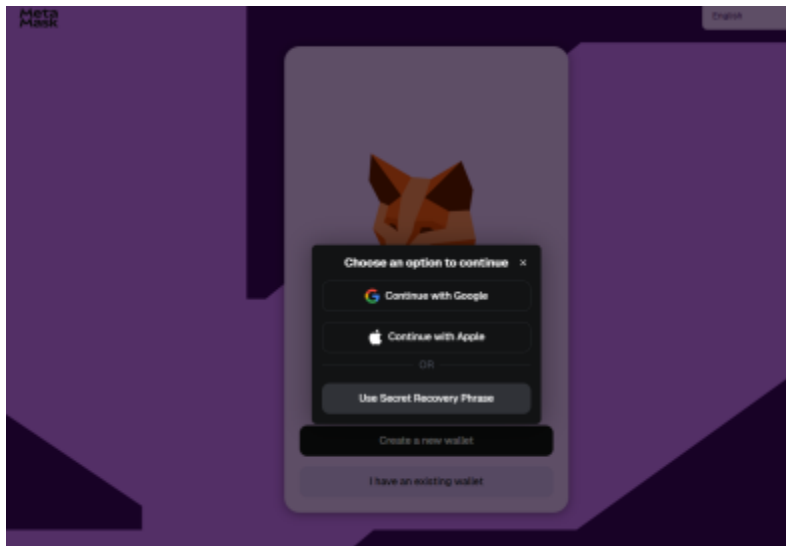 Meta
Mask
English
Choose an option to continue ×
Continue with Google
Continue with Apple
OR
Use Secret Recovery Phrase
Create a new wallet
I have an existing wallet